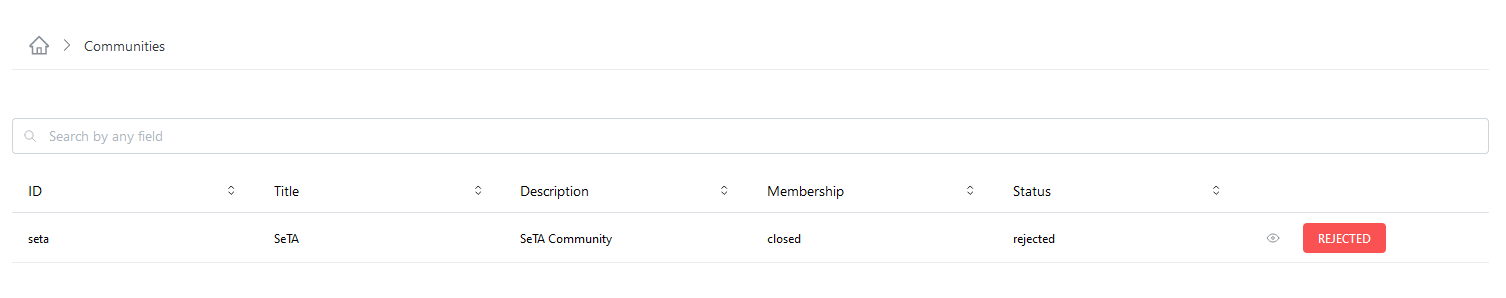 Communities
Search by any field
ID Title Description Membership Status
seta SeTA SeTA Community closed rejected REJECTED